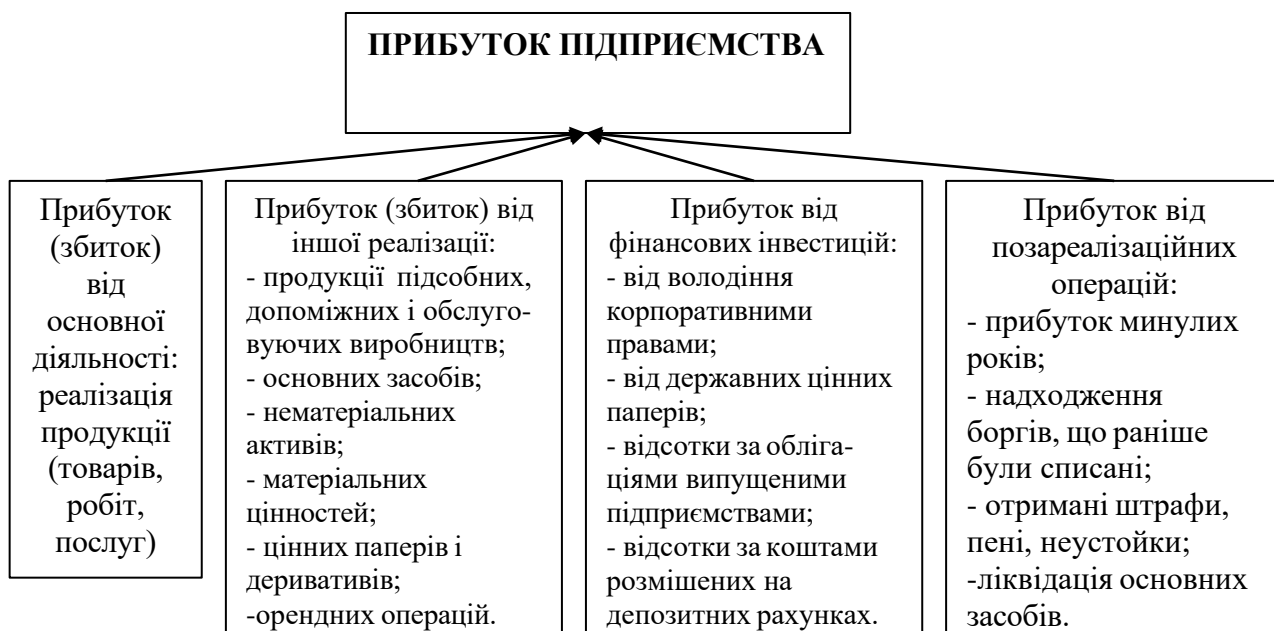 ПРИБУТОК ПІДПРИЄМСТВА
Прибуток
(збиток)
від
основної
діяльності:
реалізація
продукції
(товарів,
робіт,
послуг)
Прибуток (збиток) від
іншої реалізації:
- продукції підсобних,
допоміжних і обслуго-
вуючих виробництв;
- основних засобів;
- нематеріальних
активів;
- матеріальних
цінностей;
- цінних паперів і
деривативів;
-орендних операцій.
Прибуток від
фінансових інвестицій:
- від володіння
корпоративними
правами;
- від державних цінних
паперів;
- відсотки за обліга-
ціями випущеними
підприємствами;
- відсотки за коштами
розмішених на
депозитних рахунках.
Прибуток від
позареалізаційних
операцій:
- прибуток минулих
років;
- надходження
боргів, що раніше
були списані;
- отримані штрафи,
пені, неустойки;
-ліквідація основних
засобів.